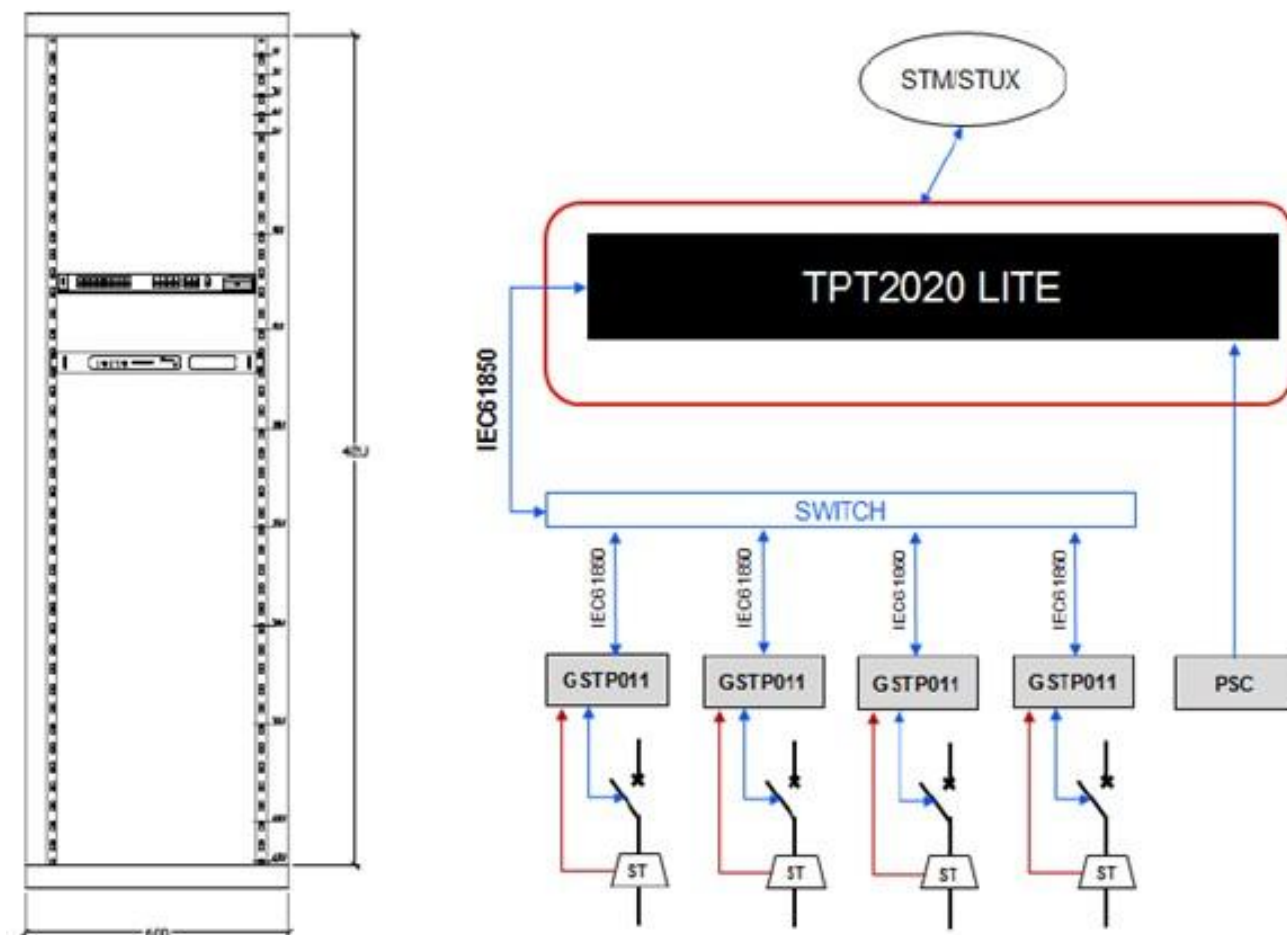 42U
600
STM/STUX
TPT2020 LITE
IEC61850
SWITCH
IEC61850
IEC61850
IEC61850
IEC61850
GSTP011
GSTP011
GSTP011
GSTP011
PSC
ST
ST
ST
ST